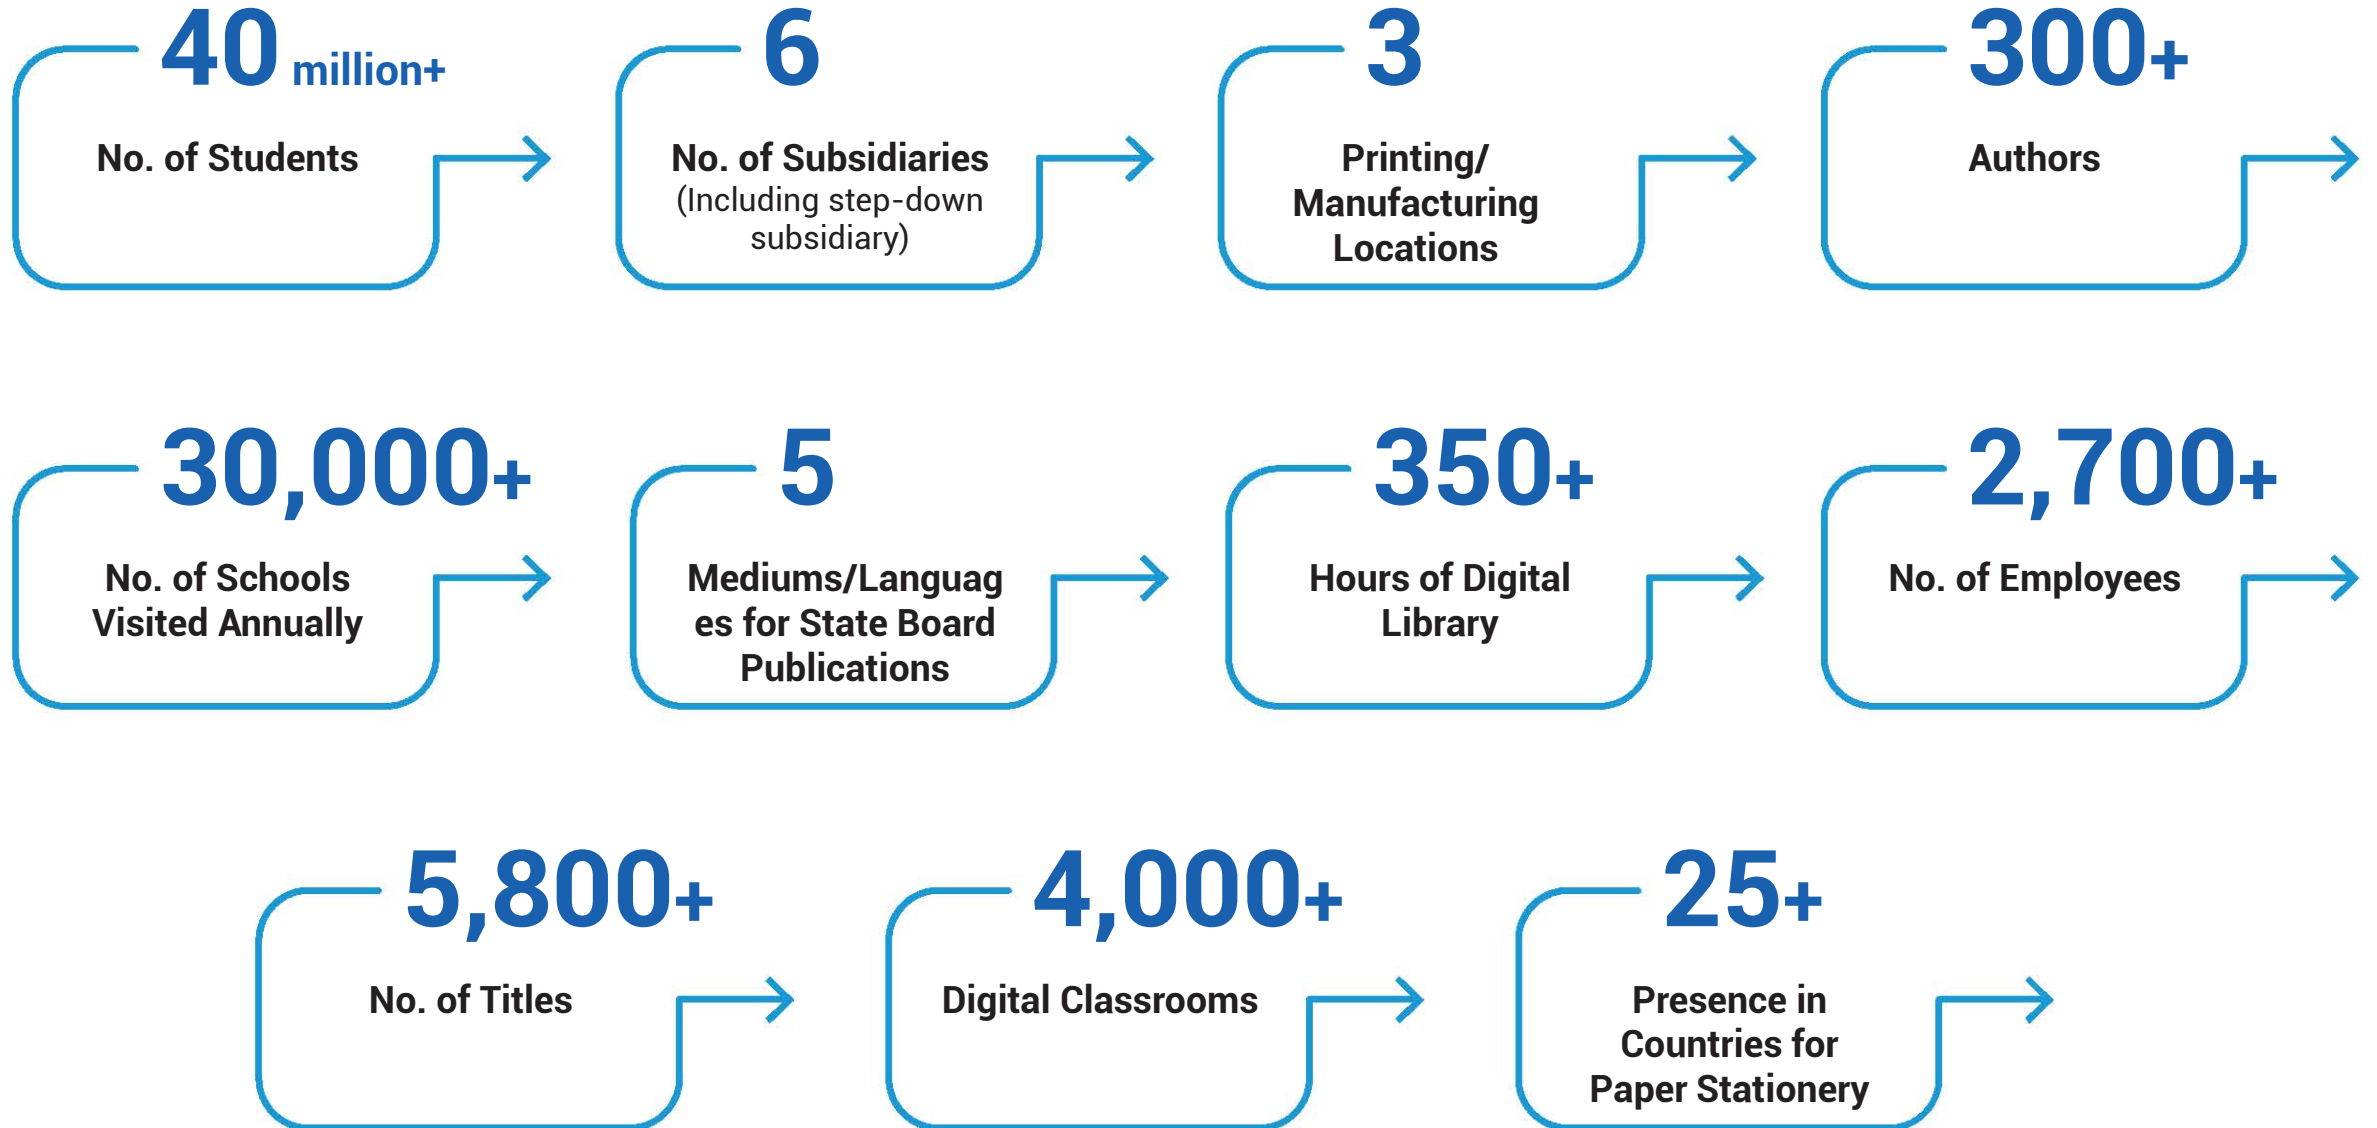 40 million+
No. of Students
6
No. of Subsidiaries
(Including step-down
subsidiary)
3
Printing/
Manufacturing
Locations
300+
Authors
30,000+
No. of Schools
Visited Annually
5
Mediums/Languag
es for State Board
Publications
350+
Hours of Digital
Library
2,700+
No. of Employees
5,800+
No. of Titles
4,000+
Digital Classrooms
25+
Presence in
Countries for
Paper Stationery